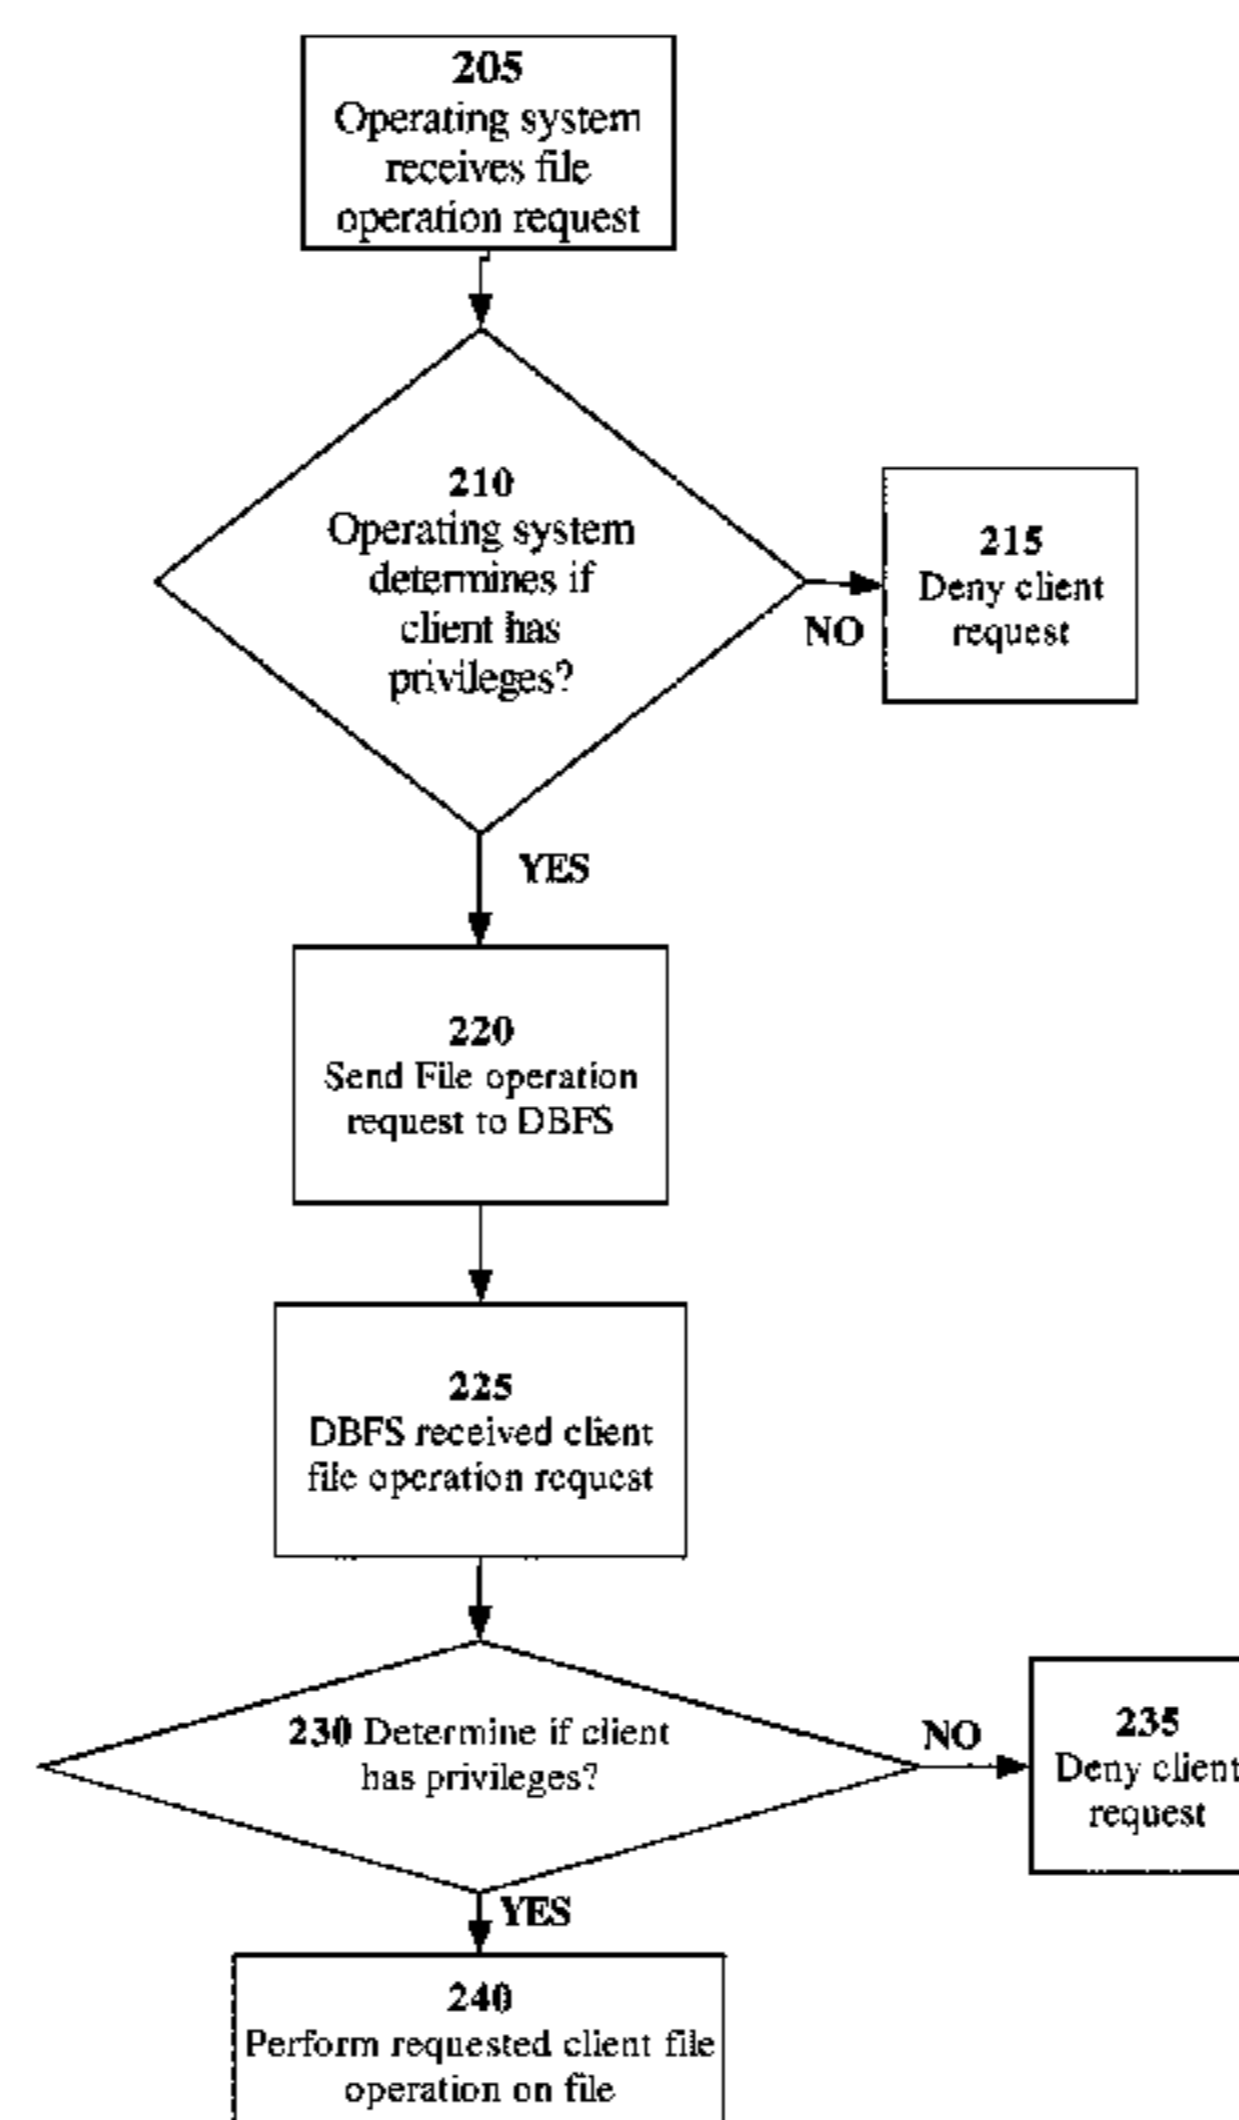 205
Operating system
receives file
operation request
210
Operating system
determines if
client has
privileges?
NO
215
Deny client
request
YES
220
Send File operation
request to DBFS
225
DBFS received client
file operation request
230 Determine if client
has privileges?
NO
235
Deny client
request
YES
240
Perform requested client file
operation on file